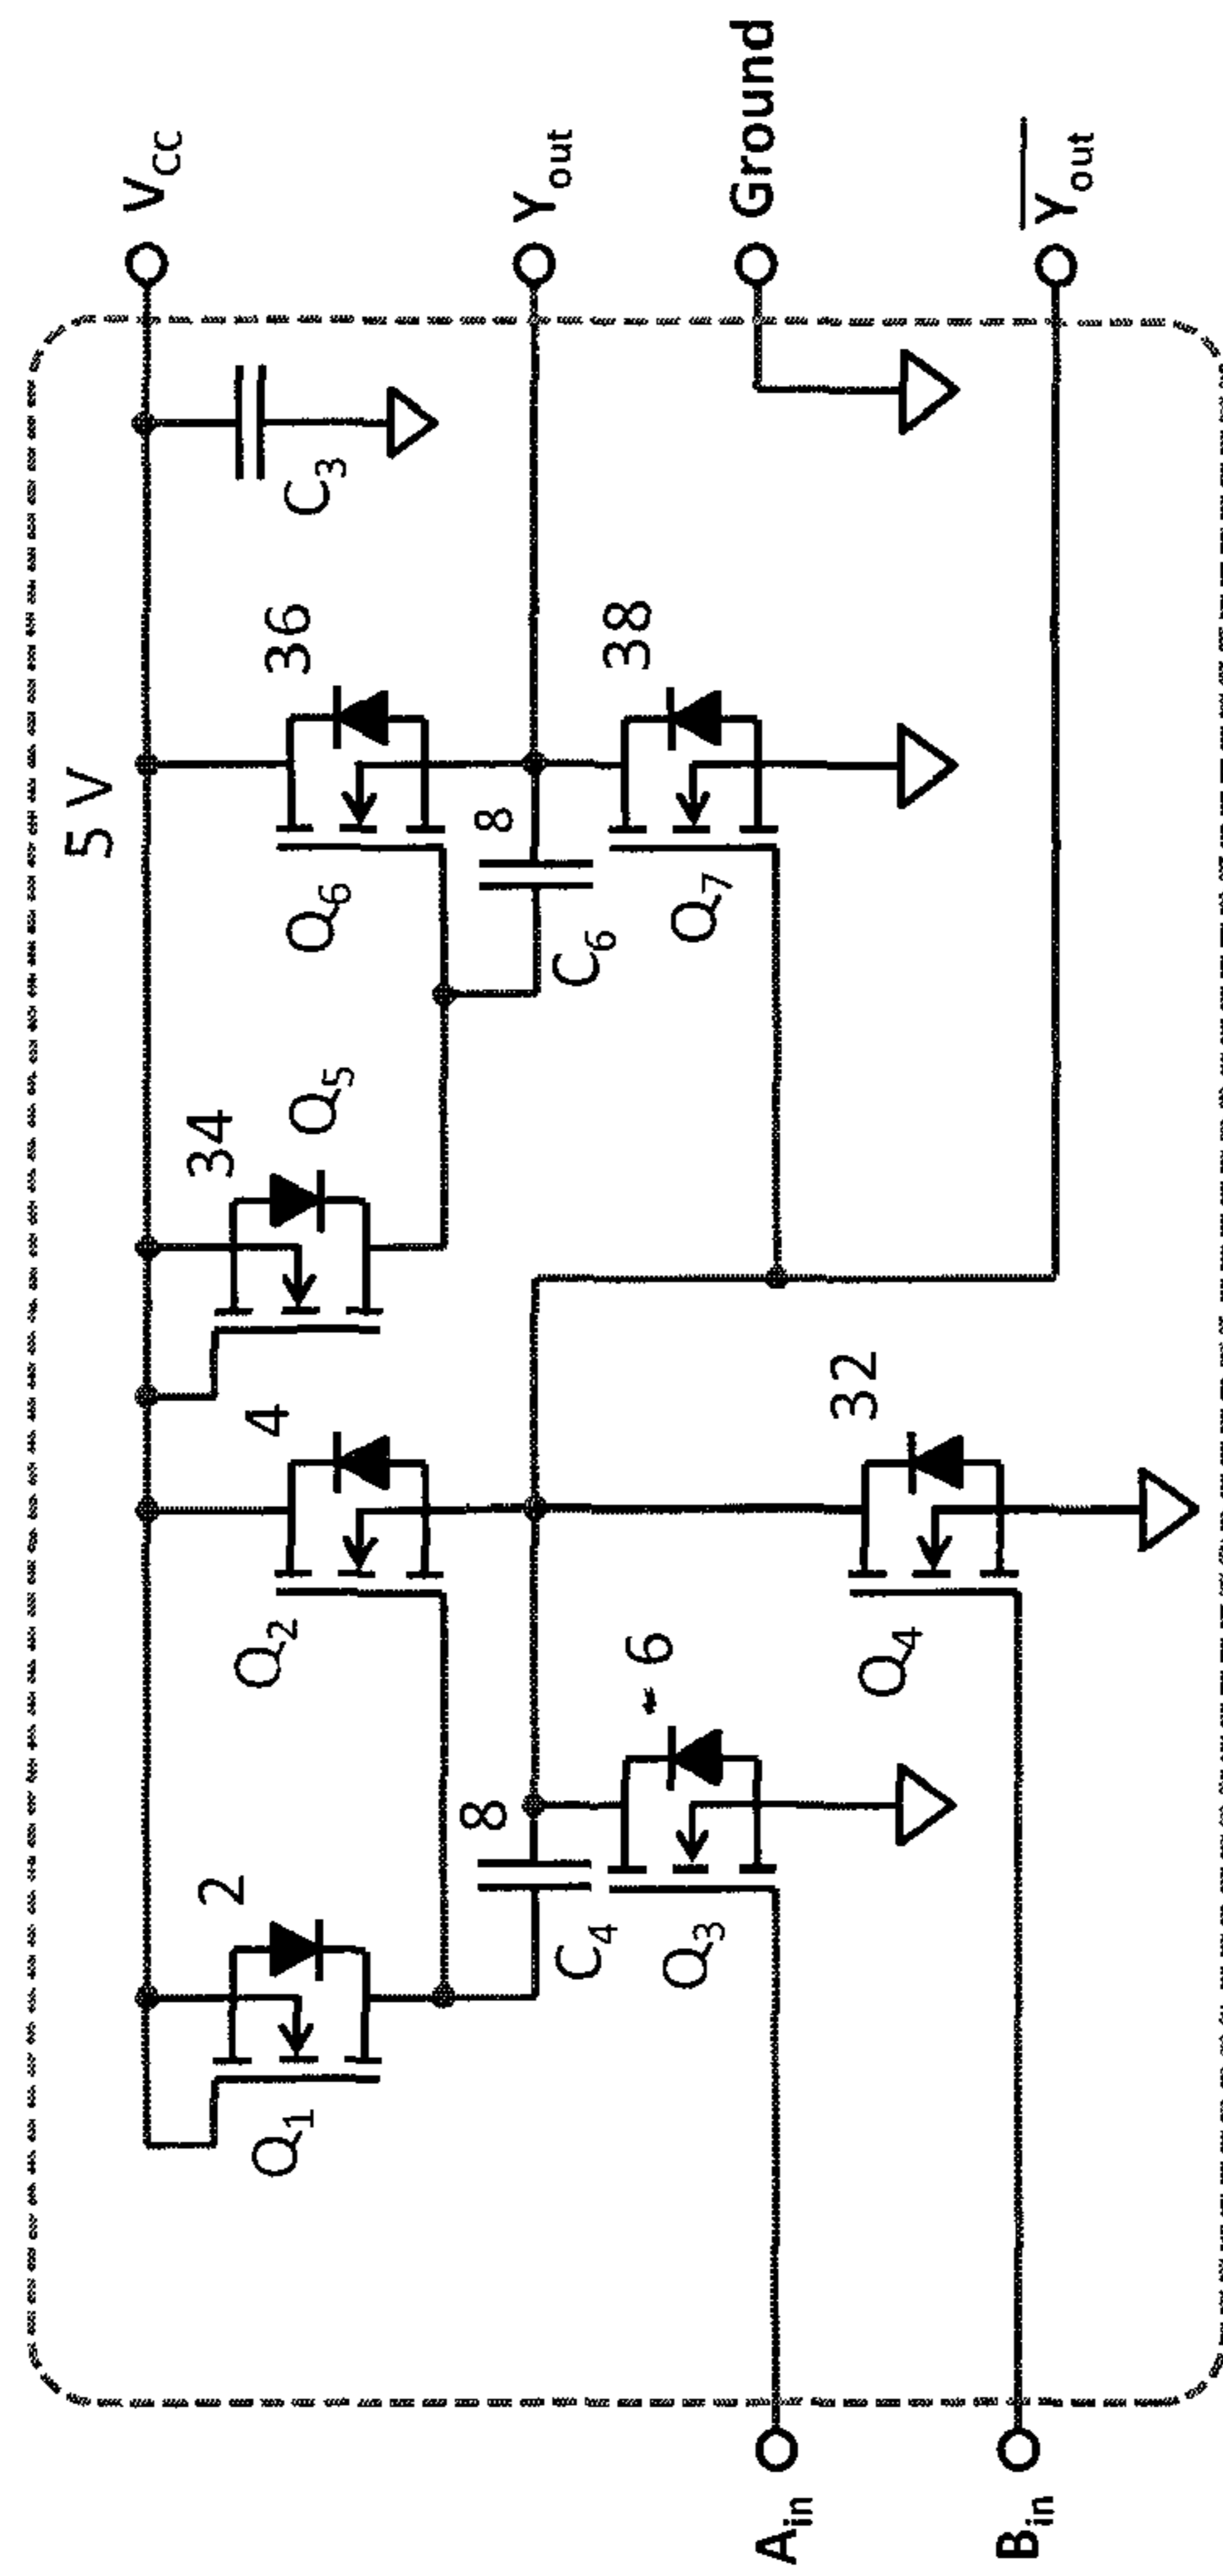 5 V
V_CC
2
Q_1
4
Q_2
34
Q_5
36
Q_6
C_3
8
C_4
8
C_6
Y_out
6
Q_3
38
Q_7
Ground
A_in
32
Q_4
B_in
Y̅_out